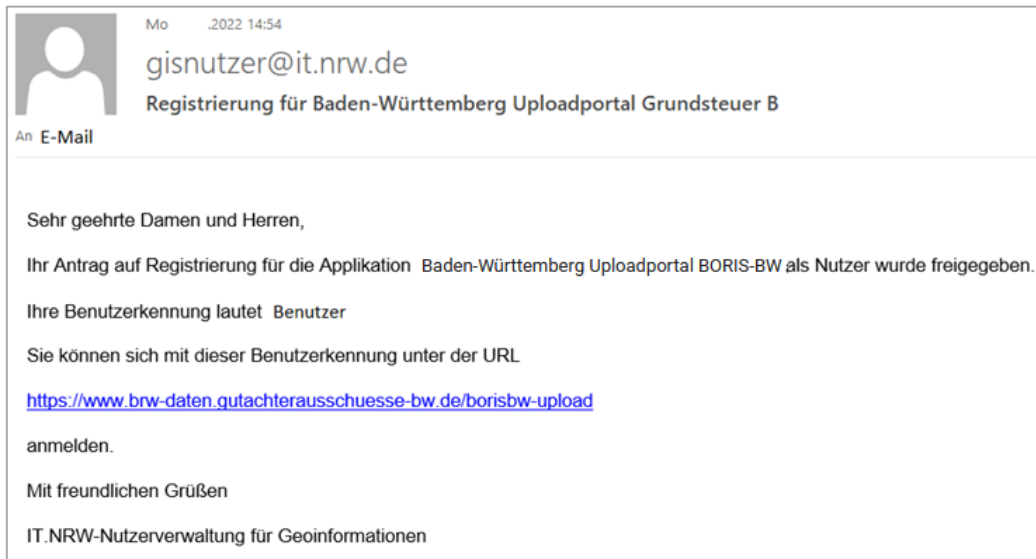 Mo .2022 14:54
gisnutzer@it.nrw.de
Registrierung für Baden-Württemberg Uploadportal Grundsteuer B
An E-Mail
Sehr geehrte Damen und Herren,
Ihr Antrag auf Registrierung für die Applikation Baden-Württemberg Uploadportal BORIS-BW als Nutzer wurde freigegeben.
Ihre Benutzerkennung lautet Benutzer
Sie können sich mit dieser Benutzerkennung unter der URL
https://www.brw-daten.gutachterausschuesse-bw.de/borisbw-upload
anmelden.
Mit freundlichen Grüßen
IT.NRW-Nutzerverwaltung für Geoinformationen